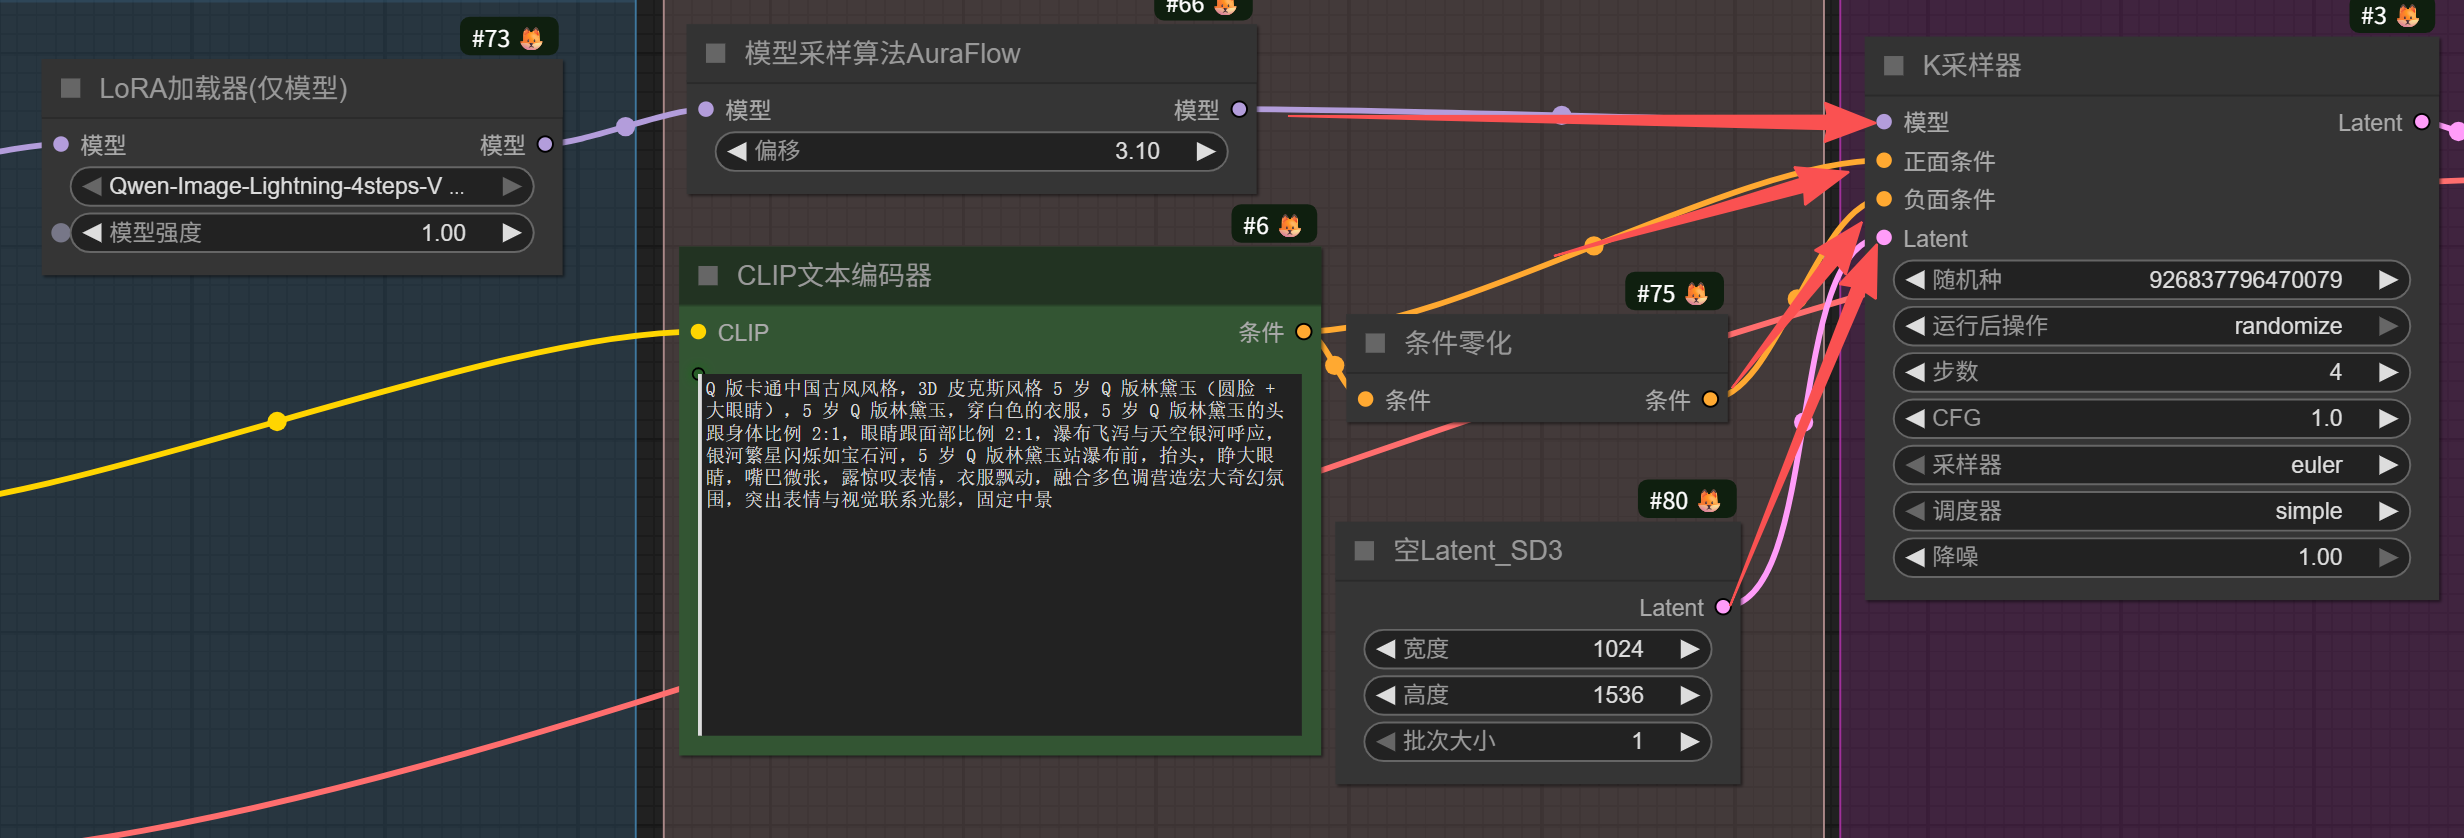 #73
LoRA加载器(仅模型)
模型 模型
Qwen-Image-Lightning-4steps-V ...
模型强度 1.00
#66
模型采样算法AuraFlow
模型 模型
偏移 3.10
#6
CLIP文本编码器
CLIP 条件
Q 版卡通中国古风风格，3D 皮克斯风格 5 岁 Q 版林黛玉（圆脸 +
大眼睛），5 岁 Q 版林黛玉，穿白色的衣服，5 岁 Q 版林黛玉的头
跟身体比例 2:1，眼睛跟面部比例 2:1，瀑布飞泻与天空银河呼应，
银河繁星闪烁如宝石河，5 岁 Q 版林黛玉站瀑布前，抬头，睁大眼
睛，嘴巴微张，露惊叹表情，衣服飘动，融合多色调营造宏大奇幻氛
围，突出表情与视觉联系光影，固定中景
#75
条件零化
条件 条件
#80
空Latent_SD3
Latent
宽度 1024
高度 1536
批次大小 1
#3
K采样器
模型 Latent
正面条件
负面条件
Latent
随机种 926837796470079
运行后操作 randomize
步数 4
CFG 1.0
采样器 euler
调度器 simple
降噪 1.00